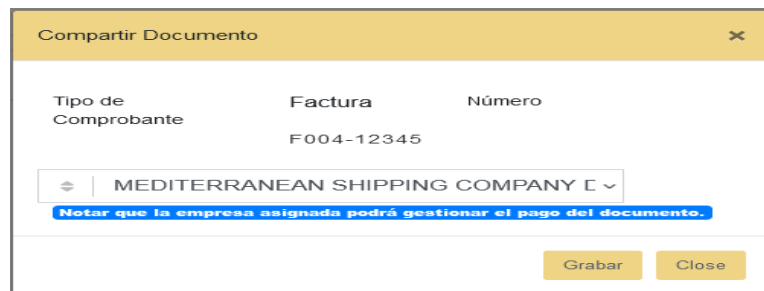 Compartir Documento
×
Tipo de Comprobante
Factura
Número
F004-12345
MEDITERRANEAN SHIPPING COMPANY D
Notar que la empresa asignada podrá gestionar el pago del documento.
Grabar
Close